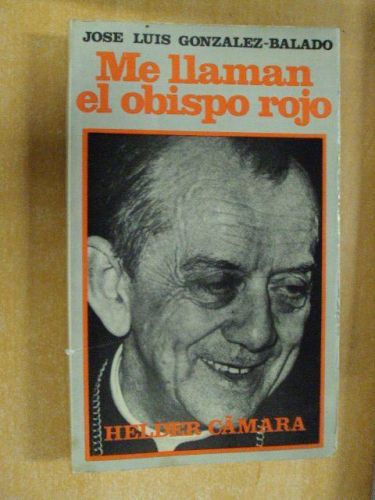 JOSE LUIS GONZALEZ-BALADO
Me llaman
el obispo rojo
HELDER CÂMARA